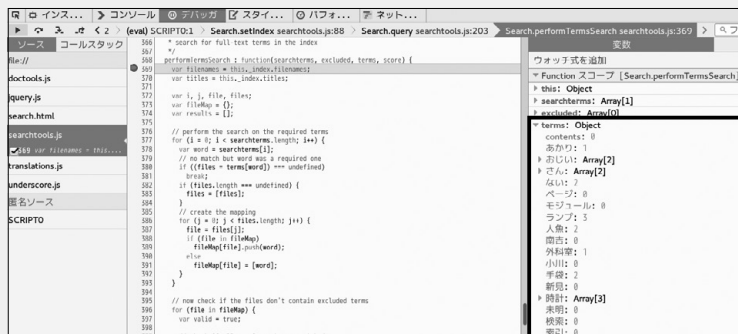 インス... コンソール デバッガ スタイ... パフォ... ネット...
2 (eval) SCRIPT0:1 Search.setIndex searchtools.js:88 Search.query searchtools.js:203 Search.performTermsSearch searchtools.js:369
ソース コールスタック
file://
doctools.js
jquery.js
search.html
searchtools.js
369 var filenames = this....
translations.js
underscore.js
匿名ソース
SCRIPT0
366 * search for full-text terms in the index
367 */
368 performTermsSearch : function(searchterms, excluded, terms, score) {
369 var filenames = this._index.filenames;
370 var titles = this._index.titles;
371
372 var i, j, file, files;
373 var fileMap = {};
374 var results = [];
375
376 // perform the search on the required terms
377 for (i = 0; i < searchterms.length; i++) {
378 var word = searchterms[i];
379 // no match but word was a required one
380 if ((files = terms[word]) === undefined)
381 break;
382 if (files.length === undefined) {
383 files = [files];
384 }
385 // create the mapping
386 for (j = 0; j < files.length; j++) {
387 file = files[j];
388 if (file in fileMap)
389 fileMap[file].push(word);
390 else
391 fileMap[file] = [word];
392 }
393 }
394
395 // now check if the files don't contain excluded terms
396 for (file in fileMap) {
397 var valid = true;
398
変数
ウォッチ式を追加
Function スコープ [Search.performTermsSearch]
this: Object
searchterms: Array[1]
excluded: Array[0]
terms: Object
contents: 0
あかり: 1
おじい: Array[2]
さん: Array[2]
ない: 2
ページ: 0
モジュール: 0
ランプ: 3
人魚: 2
南吉: 0
外科室: 1
小川: 0
手袋: 2
新見: 0
時計: Array[3]
未明: 0
検索: 0
索引: 0